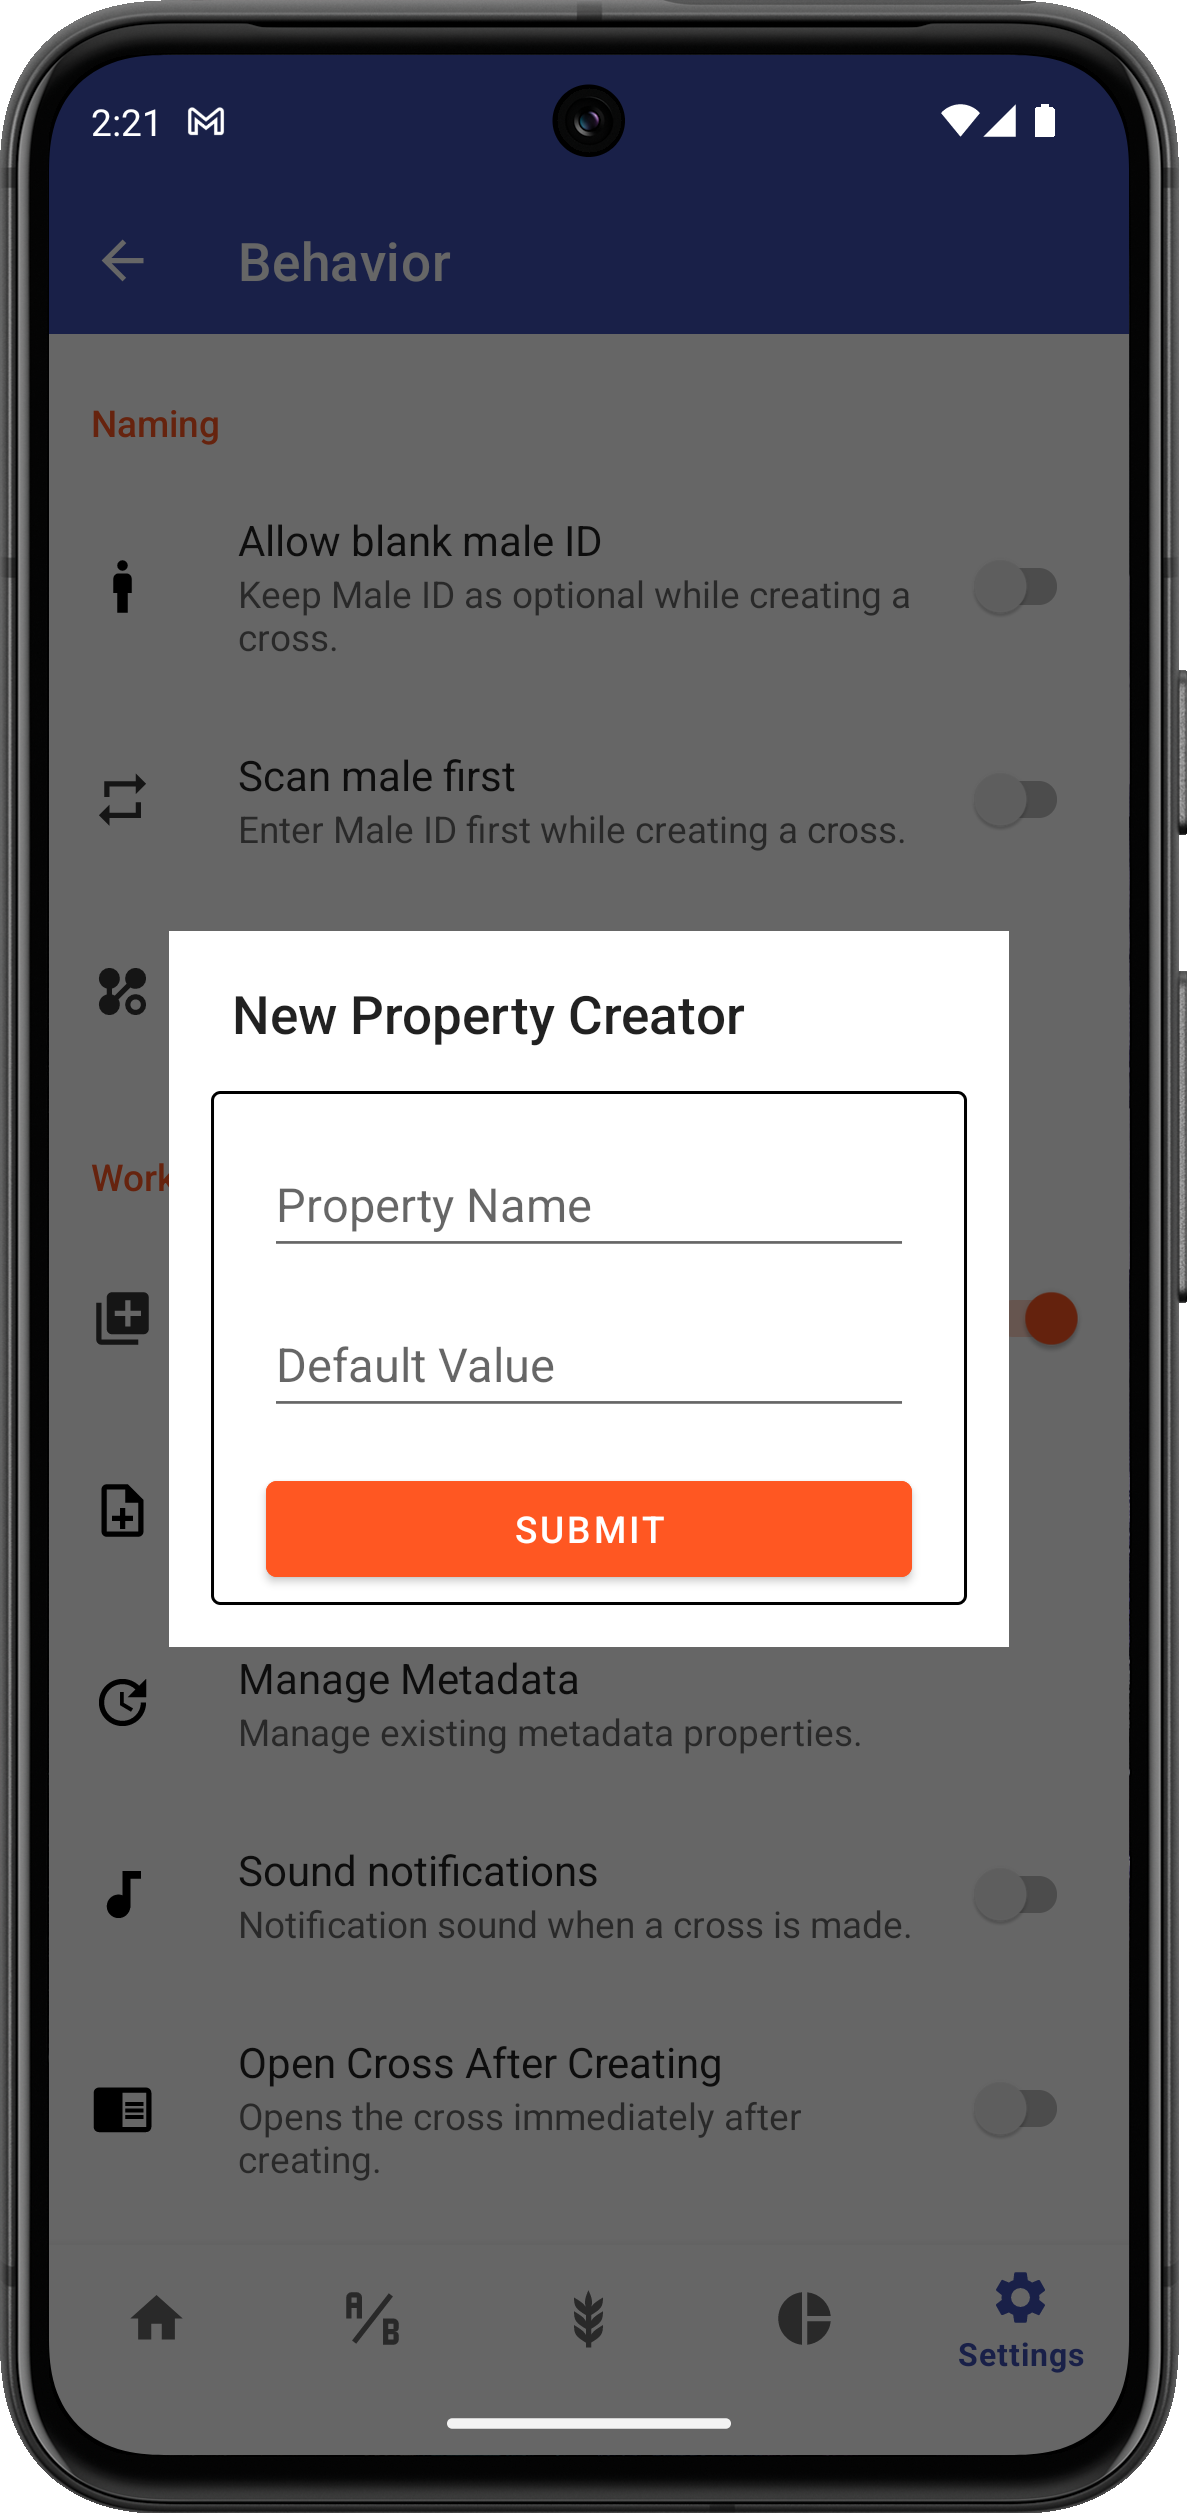 2:21
Behavior
Naming
Allow blank male ID
Keep Male ID as optional while creating a
cross.
Scan male first
Enter Male ID first while creating a cross.
New Property Creator
Property Name
Default Value
SUBMIT
Work
Manage Metadata
Manage existing metadata properties.
Sound notifications
Notification sound when a cross is made.
Open Cross After Creating
Opens the cross immediately after
creating.
A/B
Settings